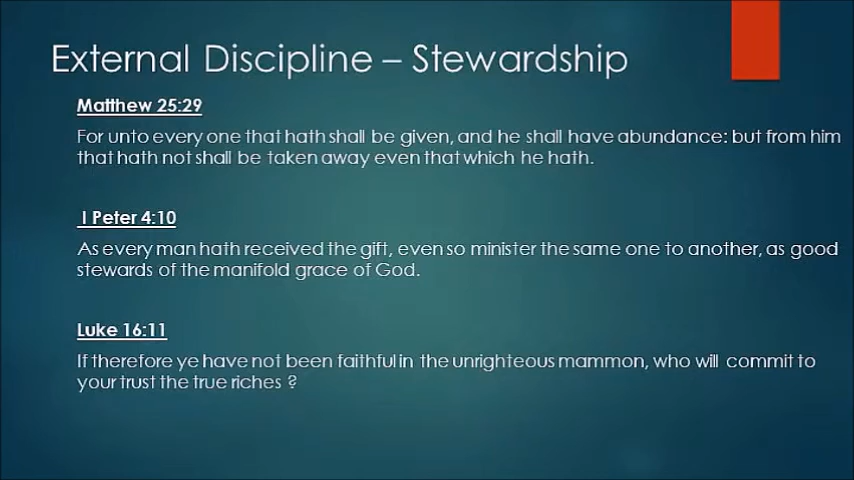 External Discipline – Stewardship
Matthew 25:29
For unto every one that hath shall be given, and he shall have abundance: but from him
that hath not shall be taken away even that which he hath.
I Peter 4:10
As every man hath received the gift, even so minister the same one to another, as good
stewards of the manifold grace of God.
Luke 16:11
If therefore ye have not been faithful in the unrighteous mammon, who will commit to
your trust the true riches ?